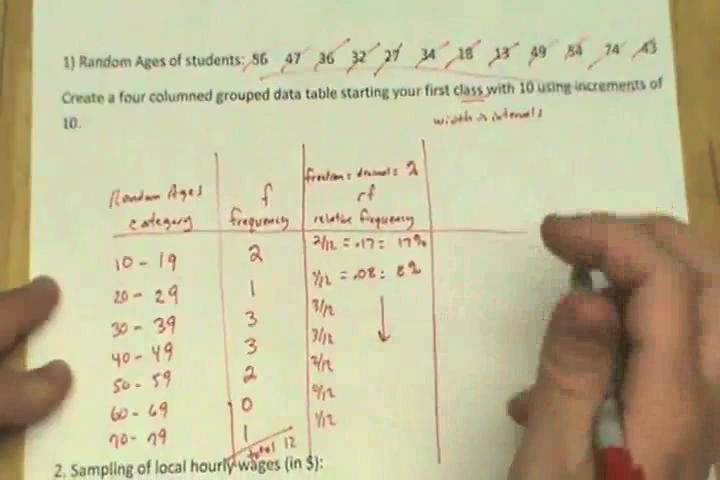 1) Random Ages of students: 56 47 36 32 27 34 18 13 49 54 74 43
Create a four columned grouped data table starting your first class with 10 using increments of
10.
width or intervals
Random Ages
category
f
frequency
fraction = decimal = %
rf
relative frequency
10 - 19 2 2/12 = .17 = 17%
20 - 29 1 1/12 = .08 = 8%
30 - 39 3 3/12
40 - 49 3 3/12
50 - 59 2 2/12
60 - 69 0 0/12
70 - 79 1 1/12
total 12
2. Sampling of local hourly wages (in $):